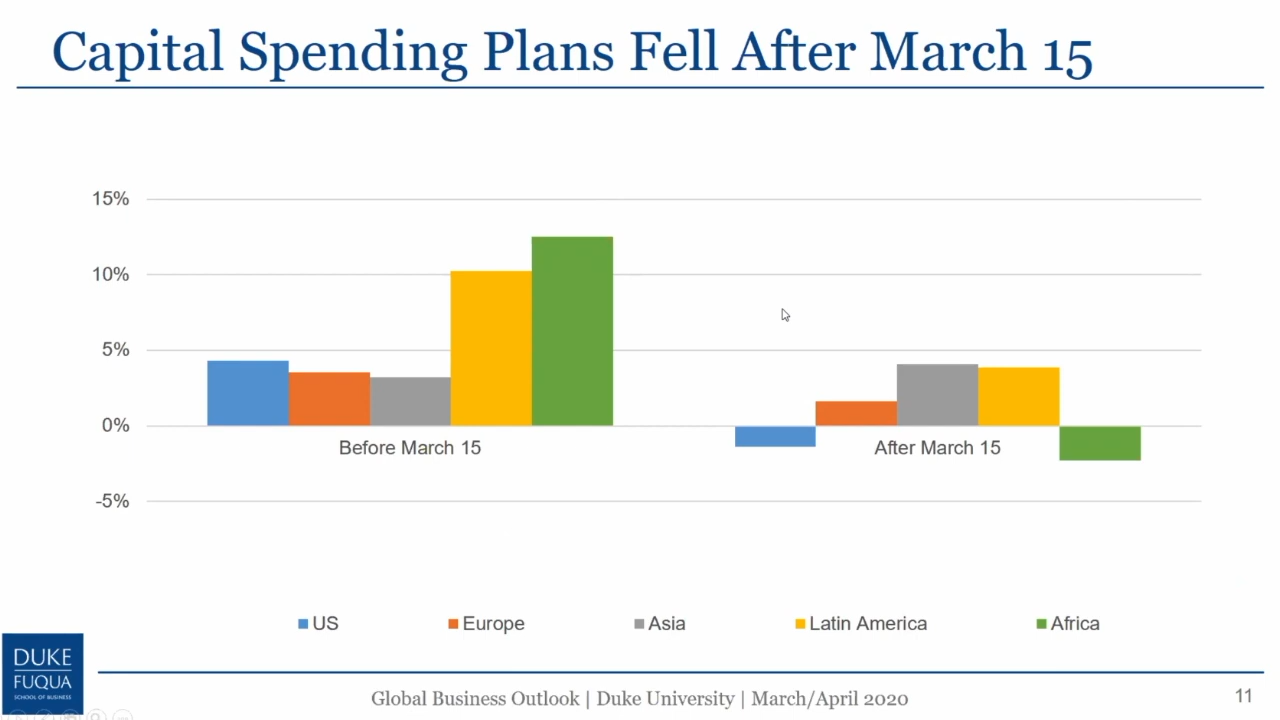 Capital Spending Plans Fell After March 15
15%
10%
5%
0%
-5%
Before March 15
After March 15
US
Europe
Asia
Latin America
Africa
DUKE
FUQUA
SCHOOL OF BUSINESS
Global Business Outlook | Duke University | March/April 2020
11